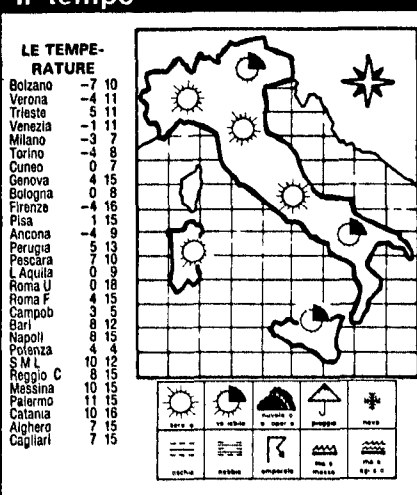 Il tempo
LE TEMPE-
RATURE
Bolzano -7 10
Verona -4 11
Trieste 5 11
Venezia -1 11
Milano -3 7
Torino -4 8
Cuneo 0 7
Genova 4 15
Bologna 0 8
Firenze -4 16
Pisa 1 15
Ancona -4 9
Perugia 5 13
Pescara 7 10
L Aquila 0 9
Roma U 0 18
Roma F 4 15
Campob 3 5
Bari 8 12
Napoli 8 15
Potenza 4 4
S M L 10 12
Reggio C 8 15
Messina 10 15
Palermo 11 15
Catania 10 16
Alghero 7 15
Cagliari 7 15
pioggia neve
nebbia temporale mosso